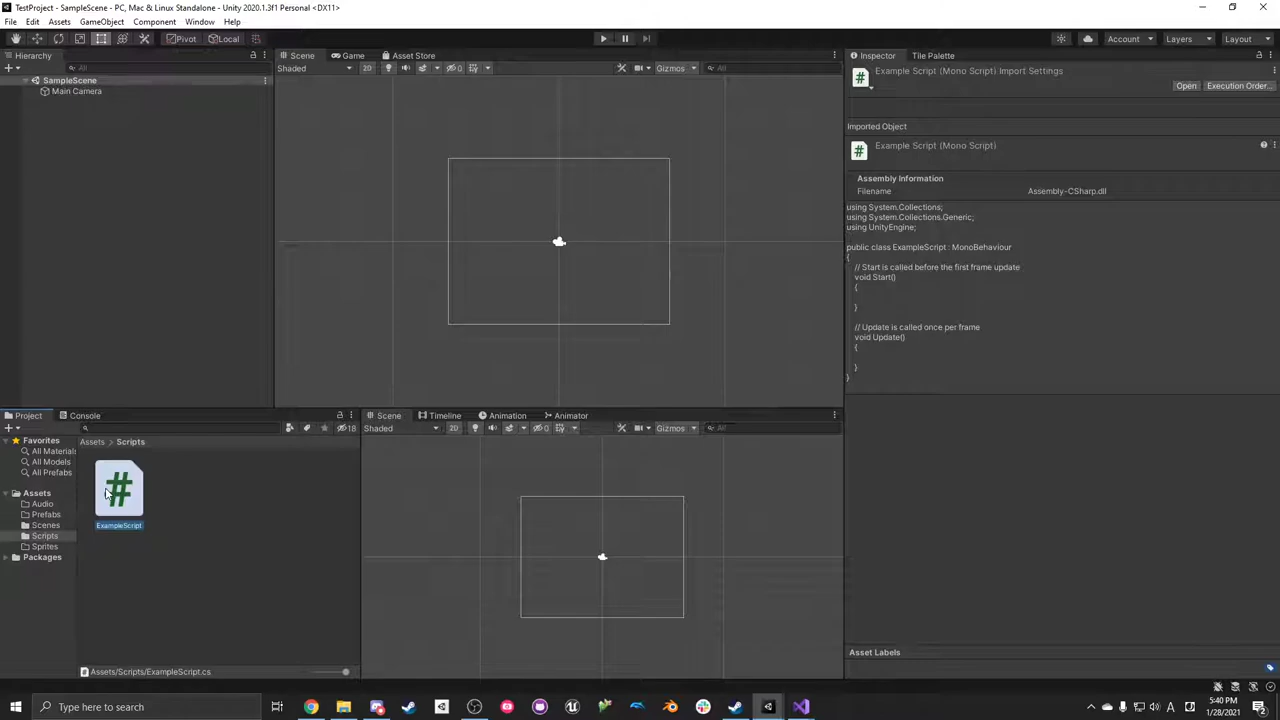 TestProject - SampleScene - PC, Mac & Linux Standalone - Unity 2020.1.3f1 Personal <DX11>
File Edit Assets GameObject Component Window Help
Pivot Local Account Layers Layout
Hierarchy
All
SampleScene
Main Camera
Scene Game Asset Store
Shaded 2D 0 Gizmos All
Inspector Tile Palette
Example Script (Mono Script) Import Settings
Open Execution Order...
Imported Object
Example Script (Mono Script)
Assembly Information
Filename Assembly-CSharp.dll
using System.Collections;
using System.Collections.Generic;
using UnityEngine;
public class ExampleScript : MonoBehaviour
{
// Start is called before the first frame update
void Start()
{
}
// Update is called once per frame
void Update()
{
}
}
Asset Labels
Project Console
18
Favorites
All Materials
All Models
All Prefabs
Assets
Audio
Prefabs
Scenes
Scripts
Sprites
Packages
Assets > Scripts
#
ExampleScript
Assets/Scripts/ExampleScript.cs
Scene Timeline Animation Animator
Shaded 2D 0 Gizmos All
Type here to search
5:40 PM
1/28/2021